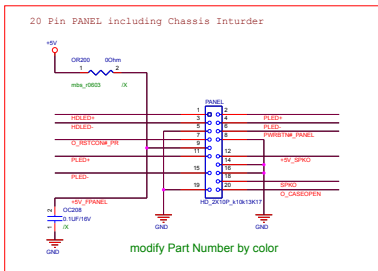 20 Pin PANEL including Chassis Inturder
+5V
OR200 0Ohm
1 2
mbs_r0603 /X
PANEL
1 2
HDLED+ 3 4 PLED+
HDLED- 5 6 PLED-
7 8 PWRBTN#_PANEL
O_RSTCON#_PR 9
PLED+ 11 12 +5V_SPKO
14
15 16
PLED- 18 SPKO
19 20 O_CASEOPEN
+5V_FPANEL
HD_2X10P_k10k13K17
1
OC208
0.1UF/16V
2 /X
GND GND GND
modify Part Number by color